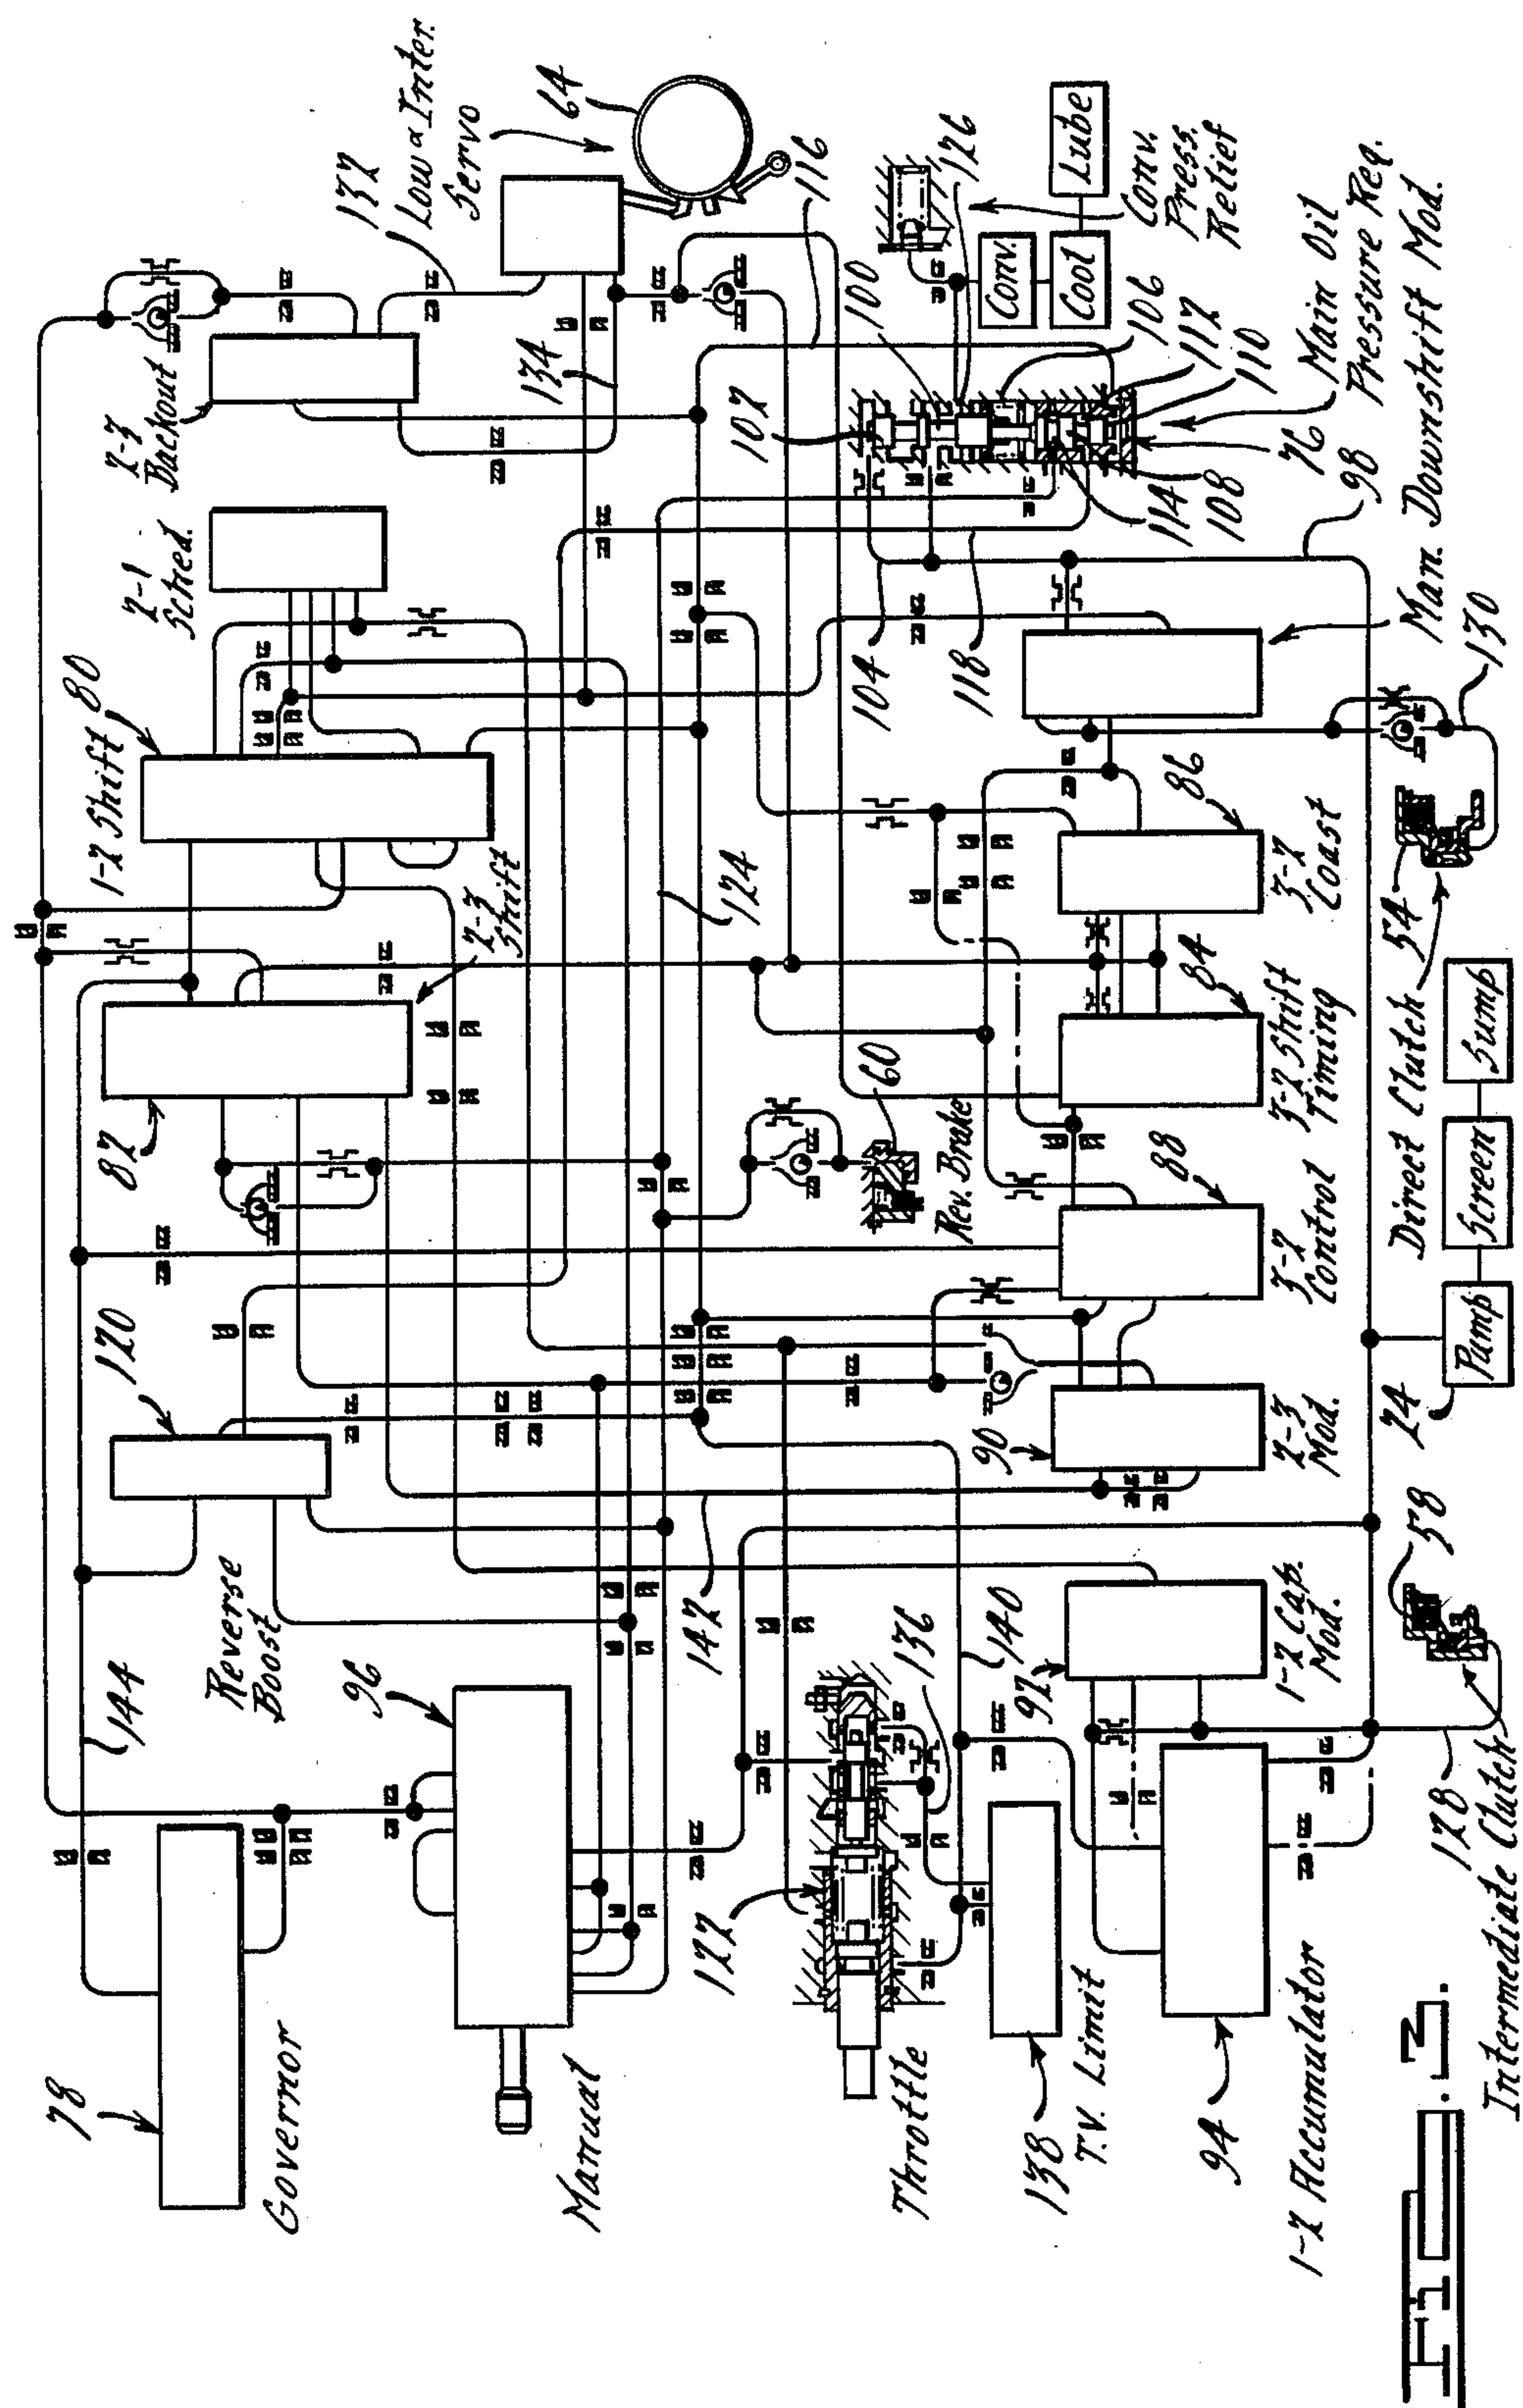 78
Governor
144
120
Reverse
Boost
82
2-3
Shift
1-2 Shift
80
2-1
Sched.
2-3
Backout
132
Low & Inter.
Servo
64
134
96
Manual
142
124
116
122
Throttle
136
Rev. Brake
60
104
118
102
100
126
Conv.
Press.
Relief
Conv.
Cool
Lube
106
112
110
Main Oil
Pressure Reg.
76
98
114
108
Man. Downshift Mod.
138
T.V. Limit
140
90
2-3
Mod.
88
3-2
Control
84
3-2 Shift
Timing
86
3-2
Coast
130
94
1-2 Accumulator
92
1-2 Cap.
Mod.
58
128
Intermediate Clutch
54
Direct Clutch
24
Pump
Screen
Sump
FIG. 3.